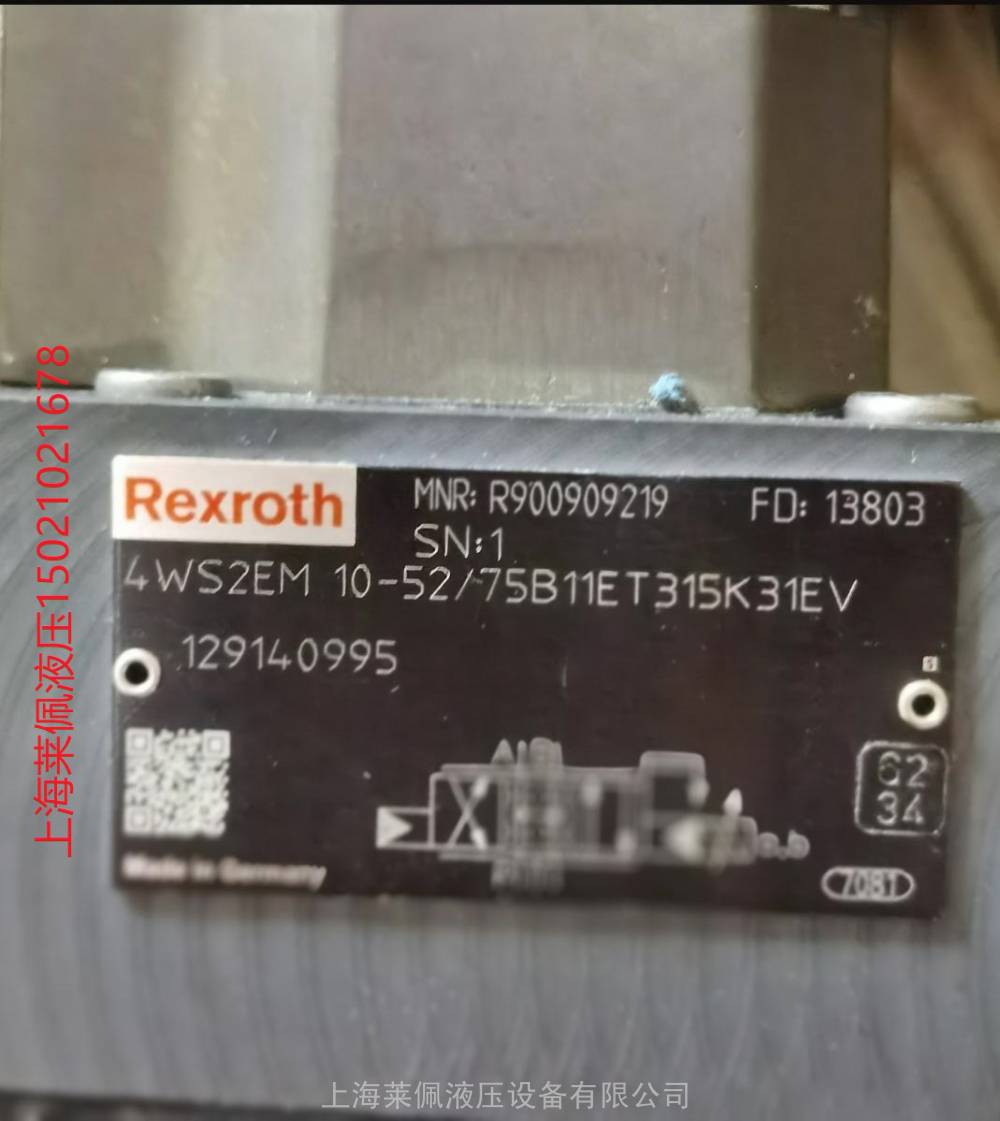 Rexroth
MNR: R900909219 FD: 13803
SN:1
4WS2EM 10-52/75B11ET315K31EV
129140995
62
34
Made in Germany
a,b
7081
上海莱佩液压15021021678
上海莱佩液压设备有限公司